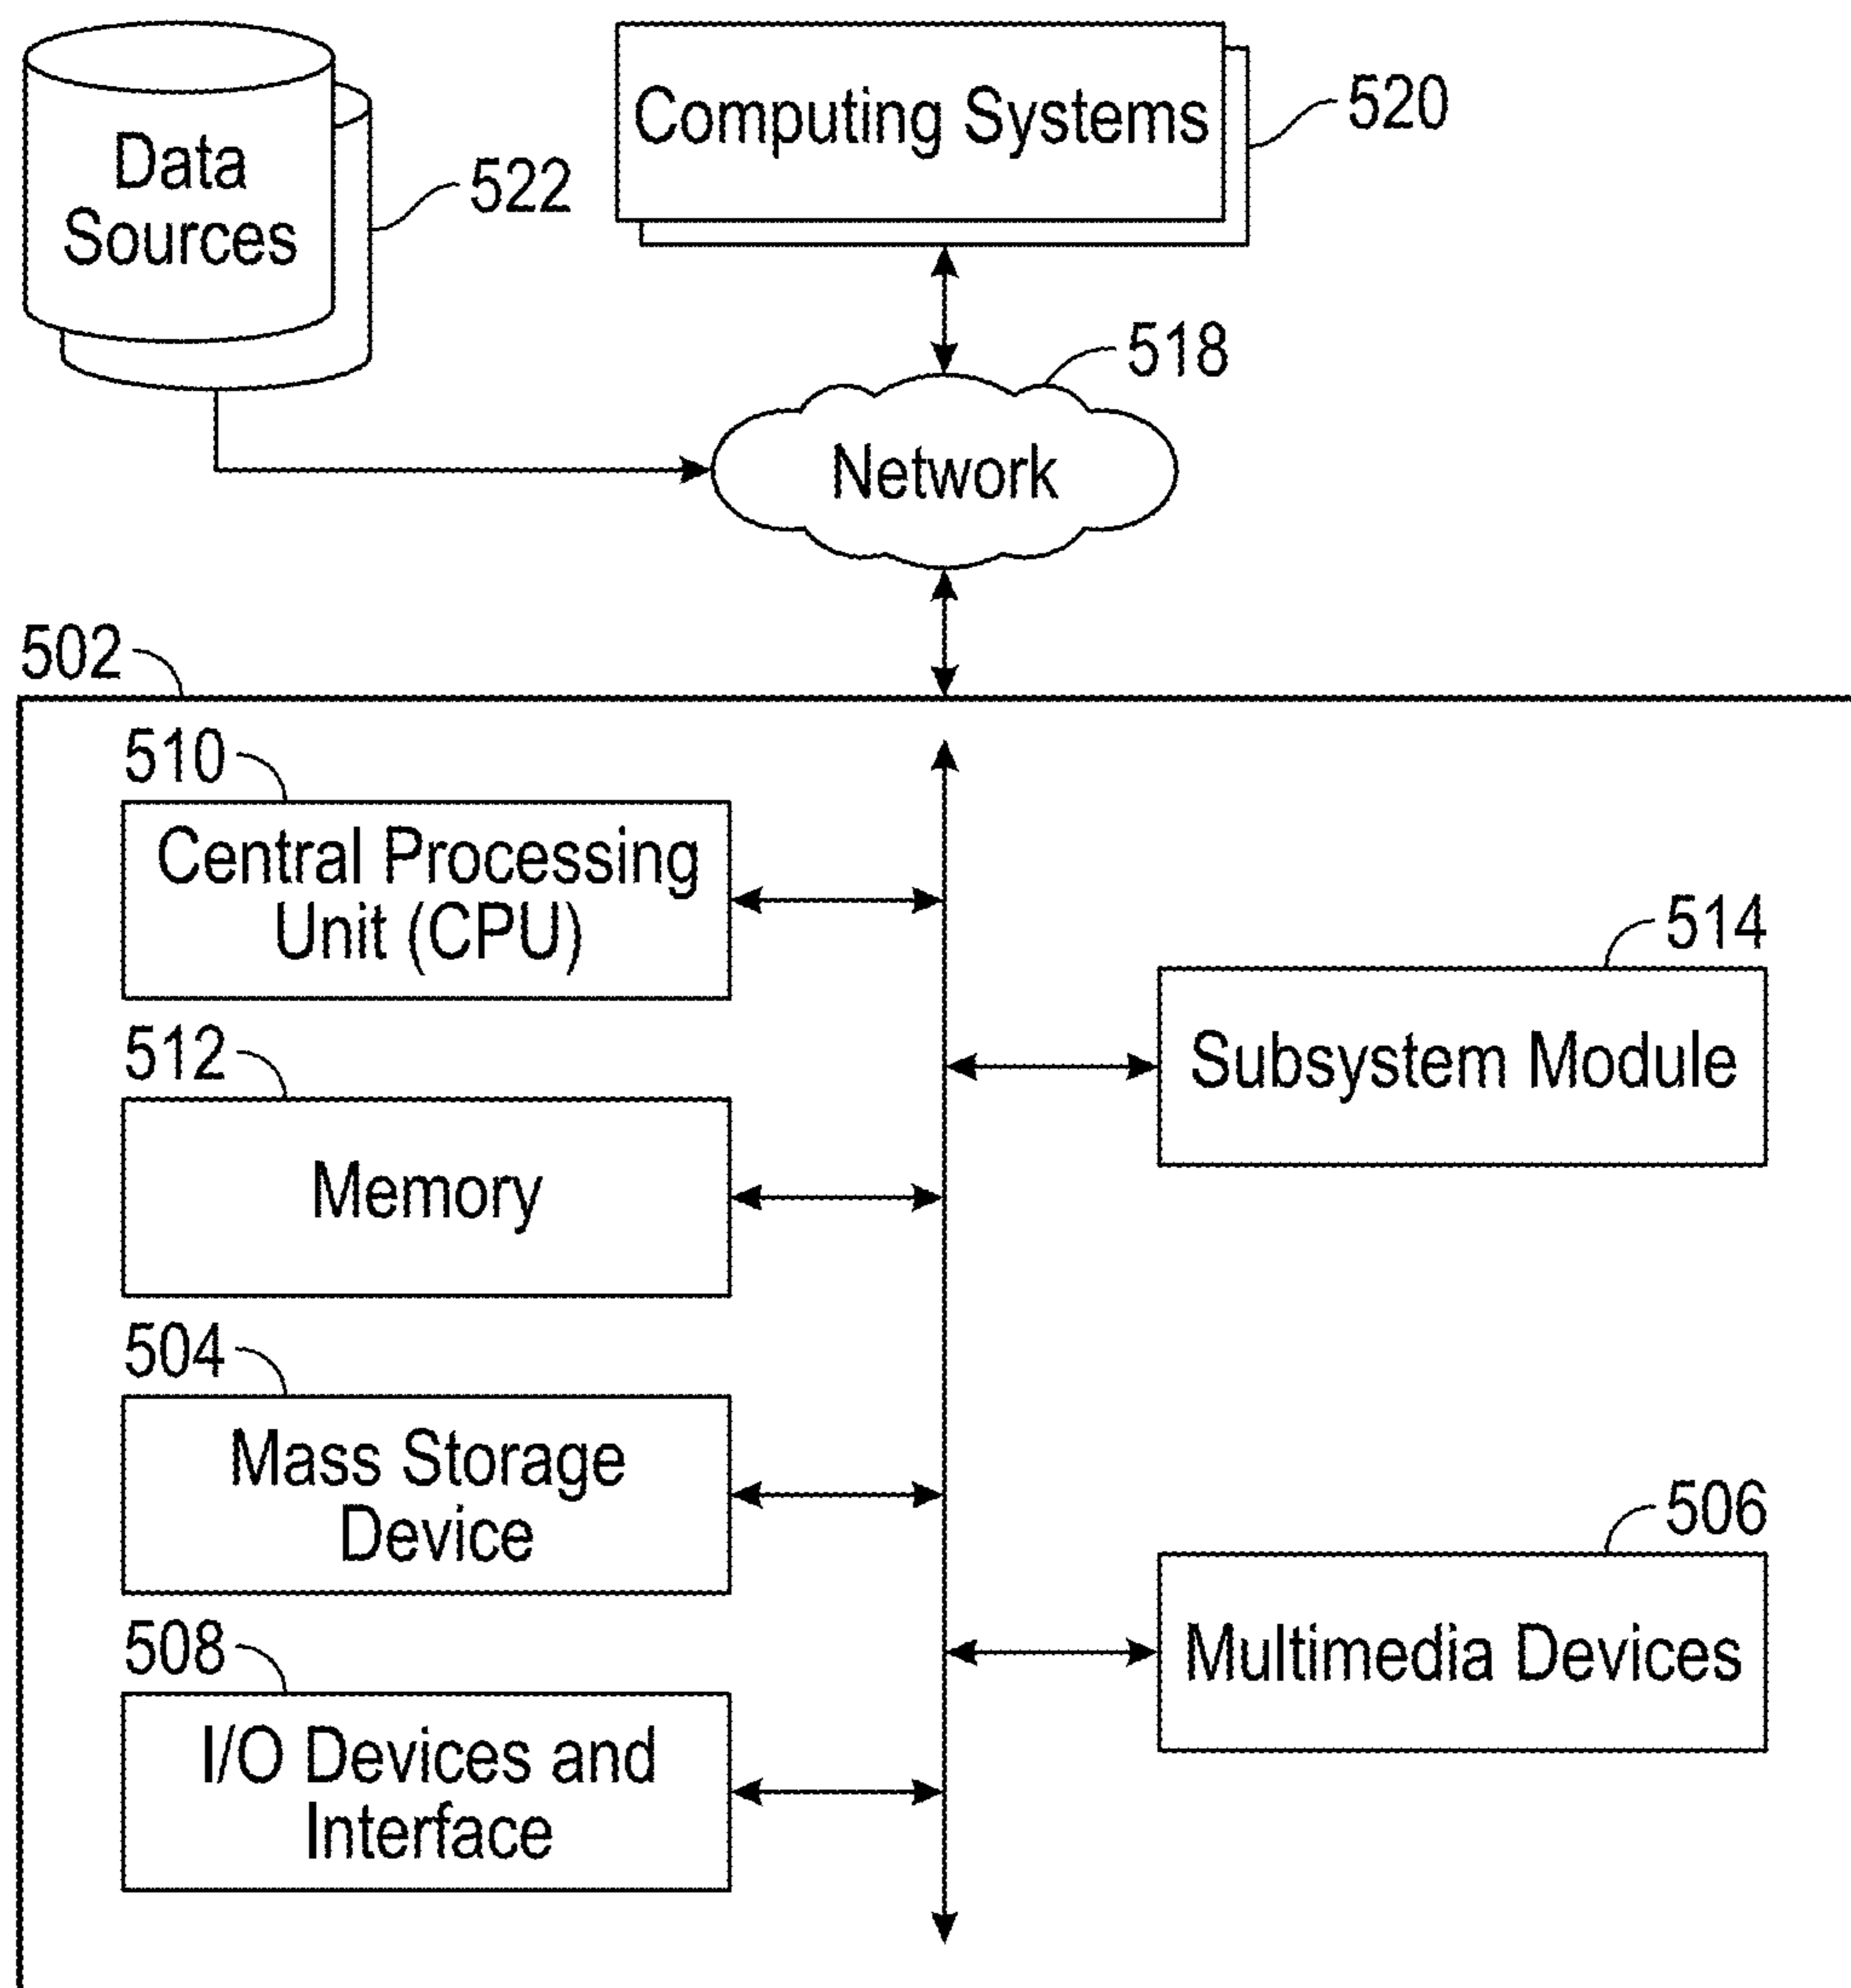 Data
Sources
522
Computing Systems
520
518
Network
502
510
Central Processing
Unit (CPU)
514
Subsystem Module
512
Memory
504
Mass Storage
Device
506
Multimedia Devices
508
I/O Devices and
Interface